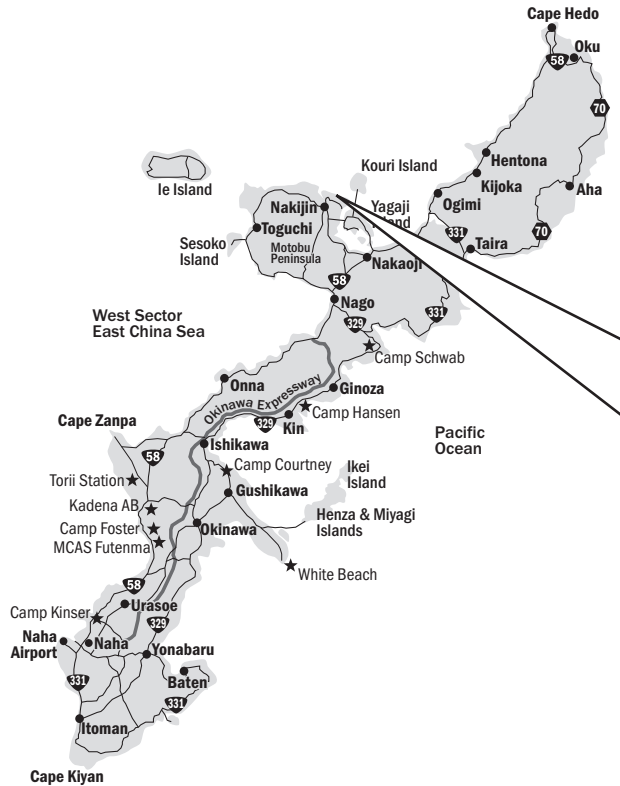 Cape Hedo
Oku
58
70
Hentona
Kouri Island
Ie Island
Kijoka
Aha
Nakijin
Yagaji
Ogimi
Toguchi
331
70
Sesoko
Island
Motobu
Peninsula
Taira
Nakaoji
58
Nago
331
329
West Sector
East China Sea
Camp Schwab
Onna
Okinawa Expressway
Ginoza
Camp Hansen
Kin
329
Cape Zanpa
Pacific
Ocean
Ishikawa
58
Camp Courtney
Ikei
Island
Torii Station
Gushikawa
Kadena AB
Henza & Miyagi
Islands
Camp Foster
Okinawa
MCAS Futenma
White Beach
58
Urasoe
Camp Kinser
329
Naha
Airport
Naha
Yonabaru
331
Baten
331
Itoman
Cape Kiyan